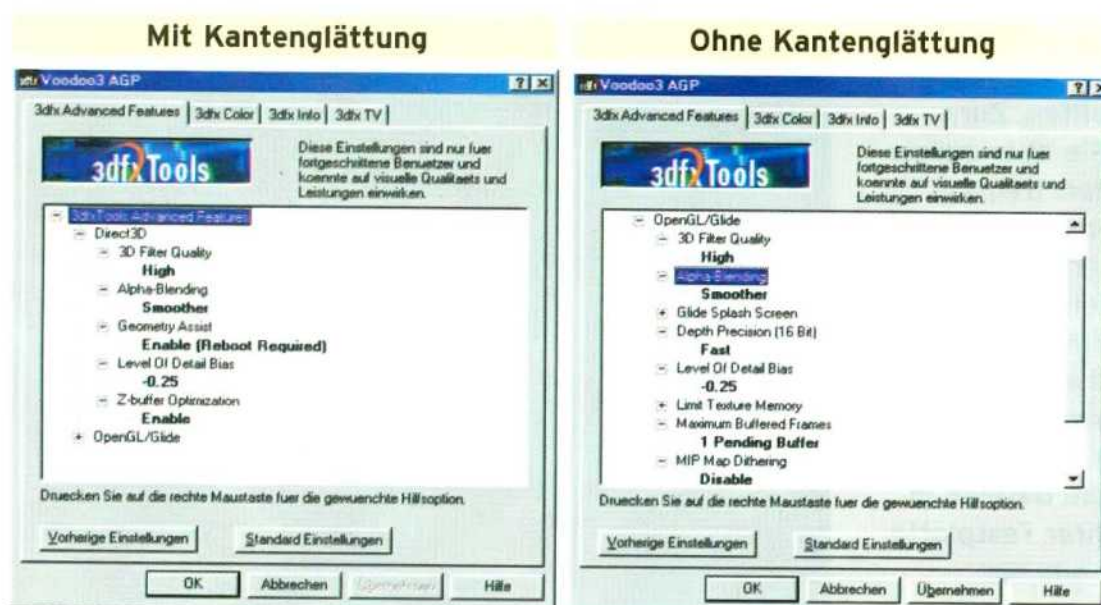 Mit Kantenglättung
Voodoo3 AGP
3dfx Advanced Features
3dfx Color
3dfx Info
3dfx TV
3dfx Tools
Diese Einstellungen sind nur fuer
fortgeschrittene Benuetzer und
koennte auf visuelle Qualitaets und
Leistungen einwirken.
3dfxTools Advanced Features
Direct3D
3D Filter Quality
High
Alpha-Blending
Smoother
Geometry Assist
Enable (Reboot Required)
Level Of Detail Bias
-0.25
Z-buffer Optimization
Enable
OpenGL/Glide
Druecken Sie auf die rechte Maustaste fuer die gewuenchte Hilfsoption.
Vorherige Einstellungen
Standard Einstellungen
OK
Abbrechen
Übernehmen
Hilfe
Ohne Kantenglättung
Voodoo3 AGP
3dfx Advanced Features
3dfx Color
3dfx Info
3dfx TV
3dfx Tools
Diese Einstellungen sind nur fuer
fortgeschrittene Benuetzer und
koennte auf visuelle Qualitaets und
Leistungen einwirken.
OpenGL/Glide
3D Filter Quality
High
Alpha-Blending
Smoother
Glide Splash Screen
Depth Precision (16 Bit)
Fast
Level Of Detail Bias
-0.25
Limit Texture Memory
Maximum Buffered Frames
1 Pending Buffer
MIP Map Dithering
Disable
Druecken Sie auf die rechte Maustaste fuer die gewuenchte Hilfsoption.
Vorherige Einstellungen
Standard Einstellungen
OK
Abbrechen
Übernehmen
Hilfe